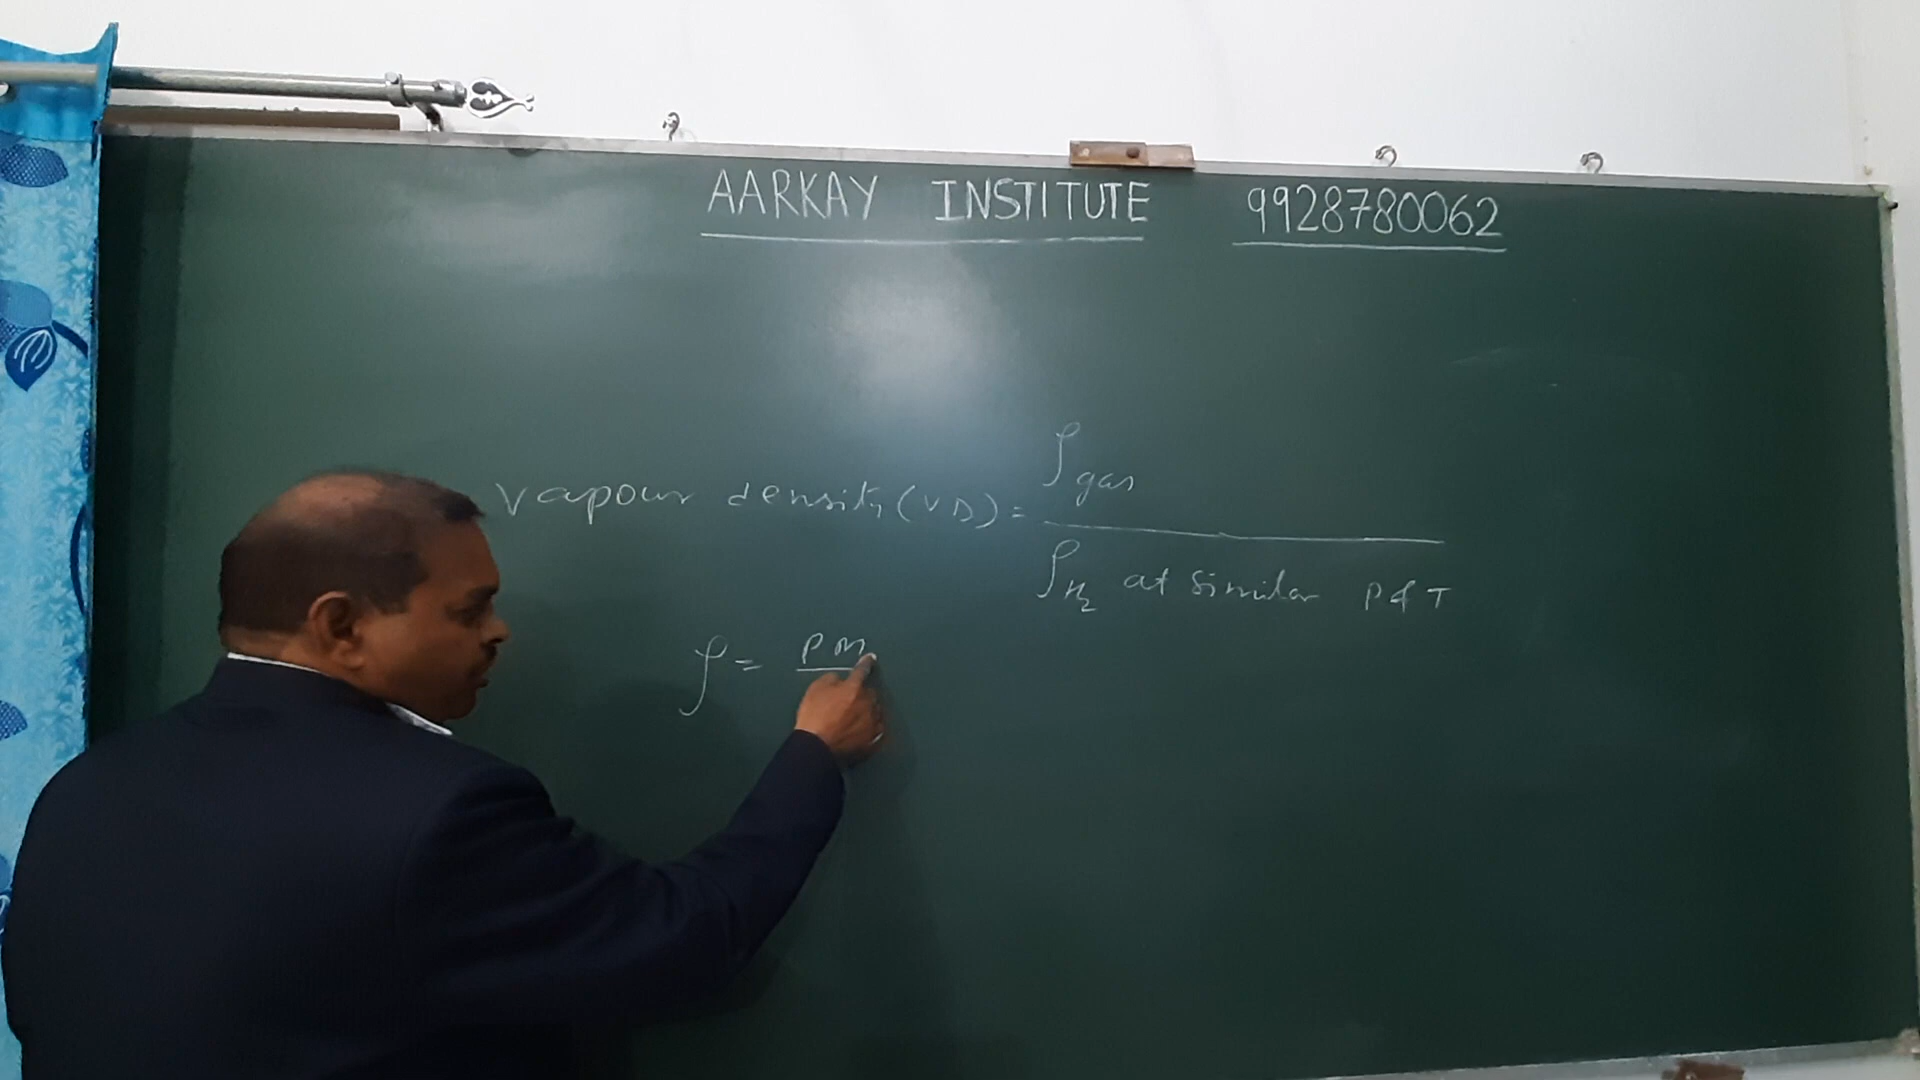 AARKAY INSTITUTE 9928780062
Vapour density (VD) = ρgas
ρH2 at similar P & T
ρ = PM